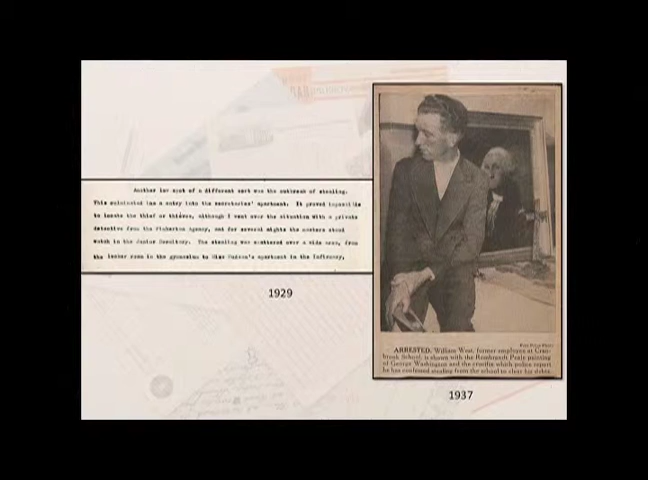 Another low spot of a different sort was the outbreak of stealing.
This culminated in a entry into the secretaries' apartment. It proved impossible
to locate the thief or thieves, although I went over the situation with a private
detective from the Pinkerton Agency, and for several nights the masters stood
watch in the Junior Dormitory. The stealing was scattered over a wide area, from
the locker room in the gymnasium to Miss apartment in the Infirmary,
1929
ARRESTED. William West, former employee at Cran-
brook School, is shown with the Rembrandt Peale painting
of George Washington and the crucifix which police report
he has confessed stealing from the school to clear his debts.
1937